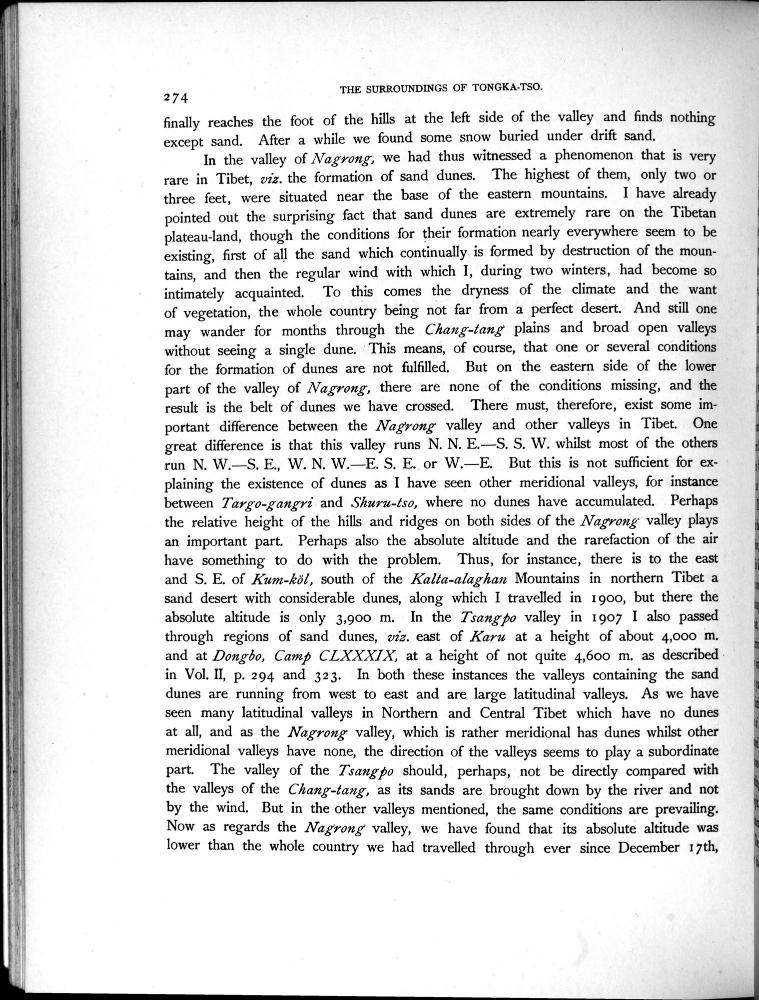 THE SURROUNDINGS OF TONGKA-TSO.
274
finally reaches the foot of the hills at the left side of the valley and finds nothing
except sand. After a while we found some snow buried under drift sand.
In the valley of Nagrong, we had thus witnessed a phenomenon that is very
rare in Tibet, viz. the formation of sand dunes. The highest of them, only two or
three feet, were situated near the base of the eastern mountains. I have already
pointed out the surprising fact that sand dunes are extremely rare on the Tibetan
plateau-land, though the conditions for their formation nearly everywhere seem to be
existing, first of all the sand which continually is formed by destruction of the moun-
tains, and then the regular wind with which I, during two winters, had become so
intimately acquainted. To this comes the dryness of the climate and the want
of vegetation, the whole country being not far from a perfect desert. And still one
may wander for months through the Chang-tang plains and broad open valleys
without seeing a single dune. This means, of course, that one or several conditions
for the formation of dunes are not fulfilled. But on the eastern side of the lower
part of the valley of Nagrong, there are none of the conditions missing, and the
result is the belt of dunes we have crossed. There must, therefore, exist some im-
portant difference between the Nagrong valley and other valleys in Tibet. One
great difference is that this valley runs N. N. E.—S. S. W. whilst most of the others
run N. W.—S. E., W. N. W.—E. S. E. or W.—E. But this is not sufficient for ex-
plaining the existence of dunes as I have seen other meridional valleys, for instance
between Targo-gangri and Shuru-tso, where no dunes have accumulated. Perhaps
the relative height of the hills and ridges on both sides of the Nagrong valley plays
an important part. Perhaps also the absolute altitude and the rarefaction of the air
have something to do with the problem. Thus, for instance, there is to the east
and S. E. of Kum-köl, south of the Kalta-alaghan Mountains in northern Tibet a
sand desert with considerable dunes, along which I travelled in 1900, but there the
absolute altitude is only 3,900 m. In the Tsangpo valley in 1907 I also passed
through regions of sand dunes, viz. east of Karu at a height of about 4,000 m.
and at Dongbo, Camp CLXXXIX, at a height of not quite 4,600 m. as described
in Vol. II, p. 294 and 323. In both these instances the valleys containing the sand
dunes are running from west to east and are large latitudinal valleys. As we have
seen many latitudinal valleys in Northern and Central Tibet which have no dunes
at all, and as the Nagrong valley, which is rather meridional has dunes whilst other
meridional valleys have none, the direction of the valleys seems to play a subordinate
part. The valley of the Tsangpo should, perhaps, not be directly compared with
the valleys of the Chang-tang, as its sands are brought down by the river and not
by the wind. But in the other valleys mentioned, the same conditions are prevailing.
Now as regards the Nagrong valley, we have found that its absolute altitude was
lower than the whole country we had travelled through ever since December 17th,